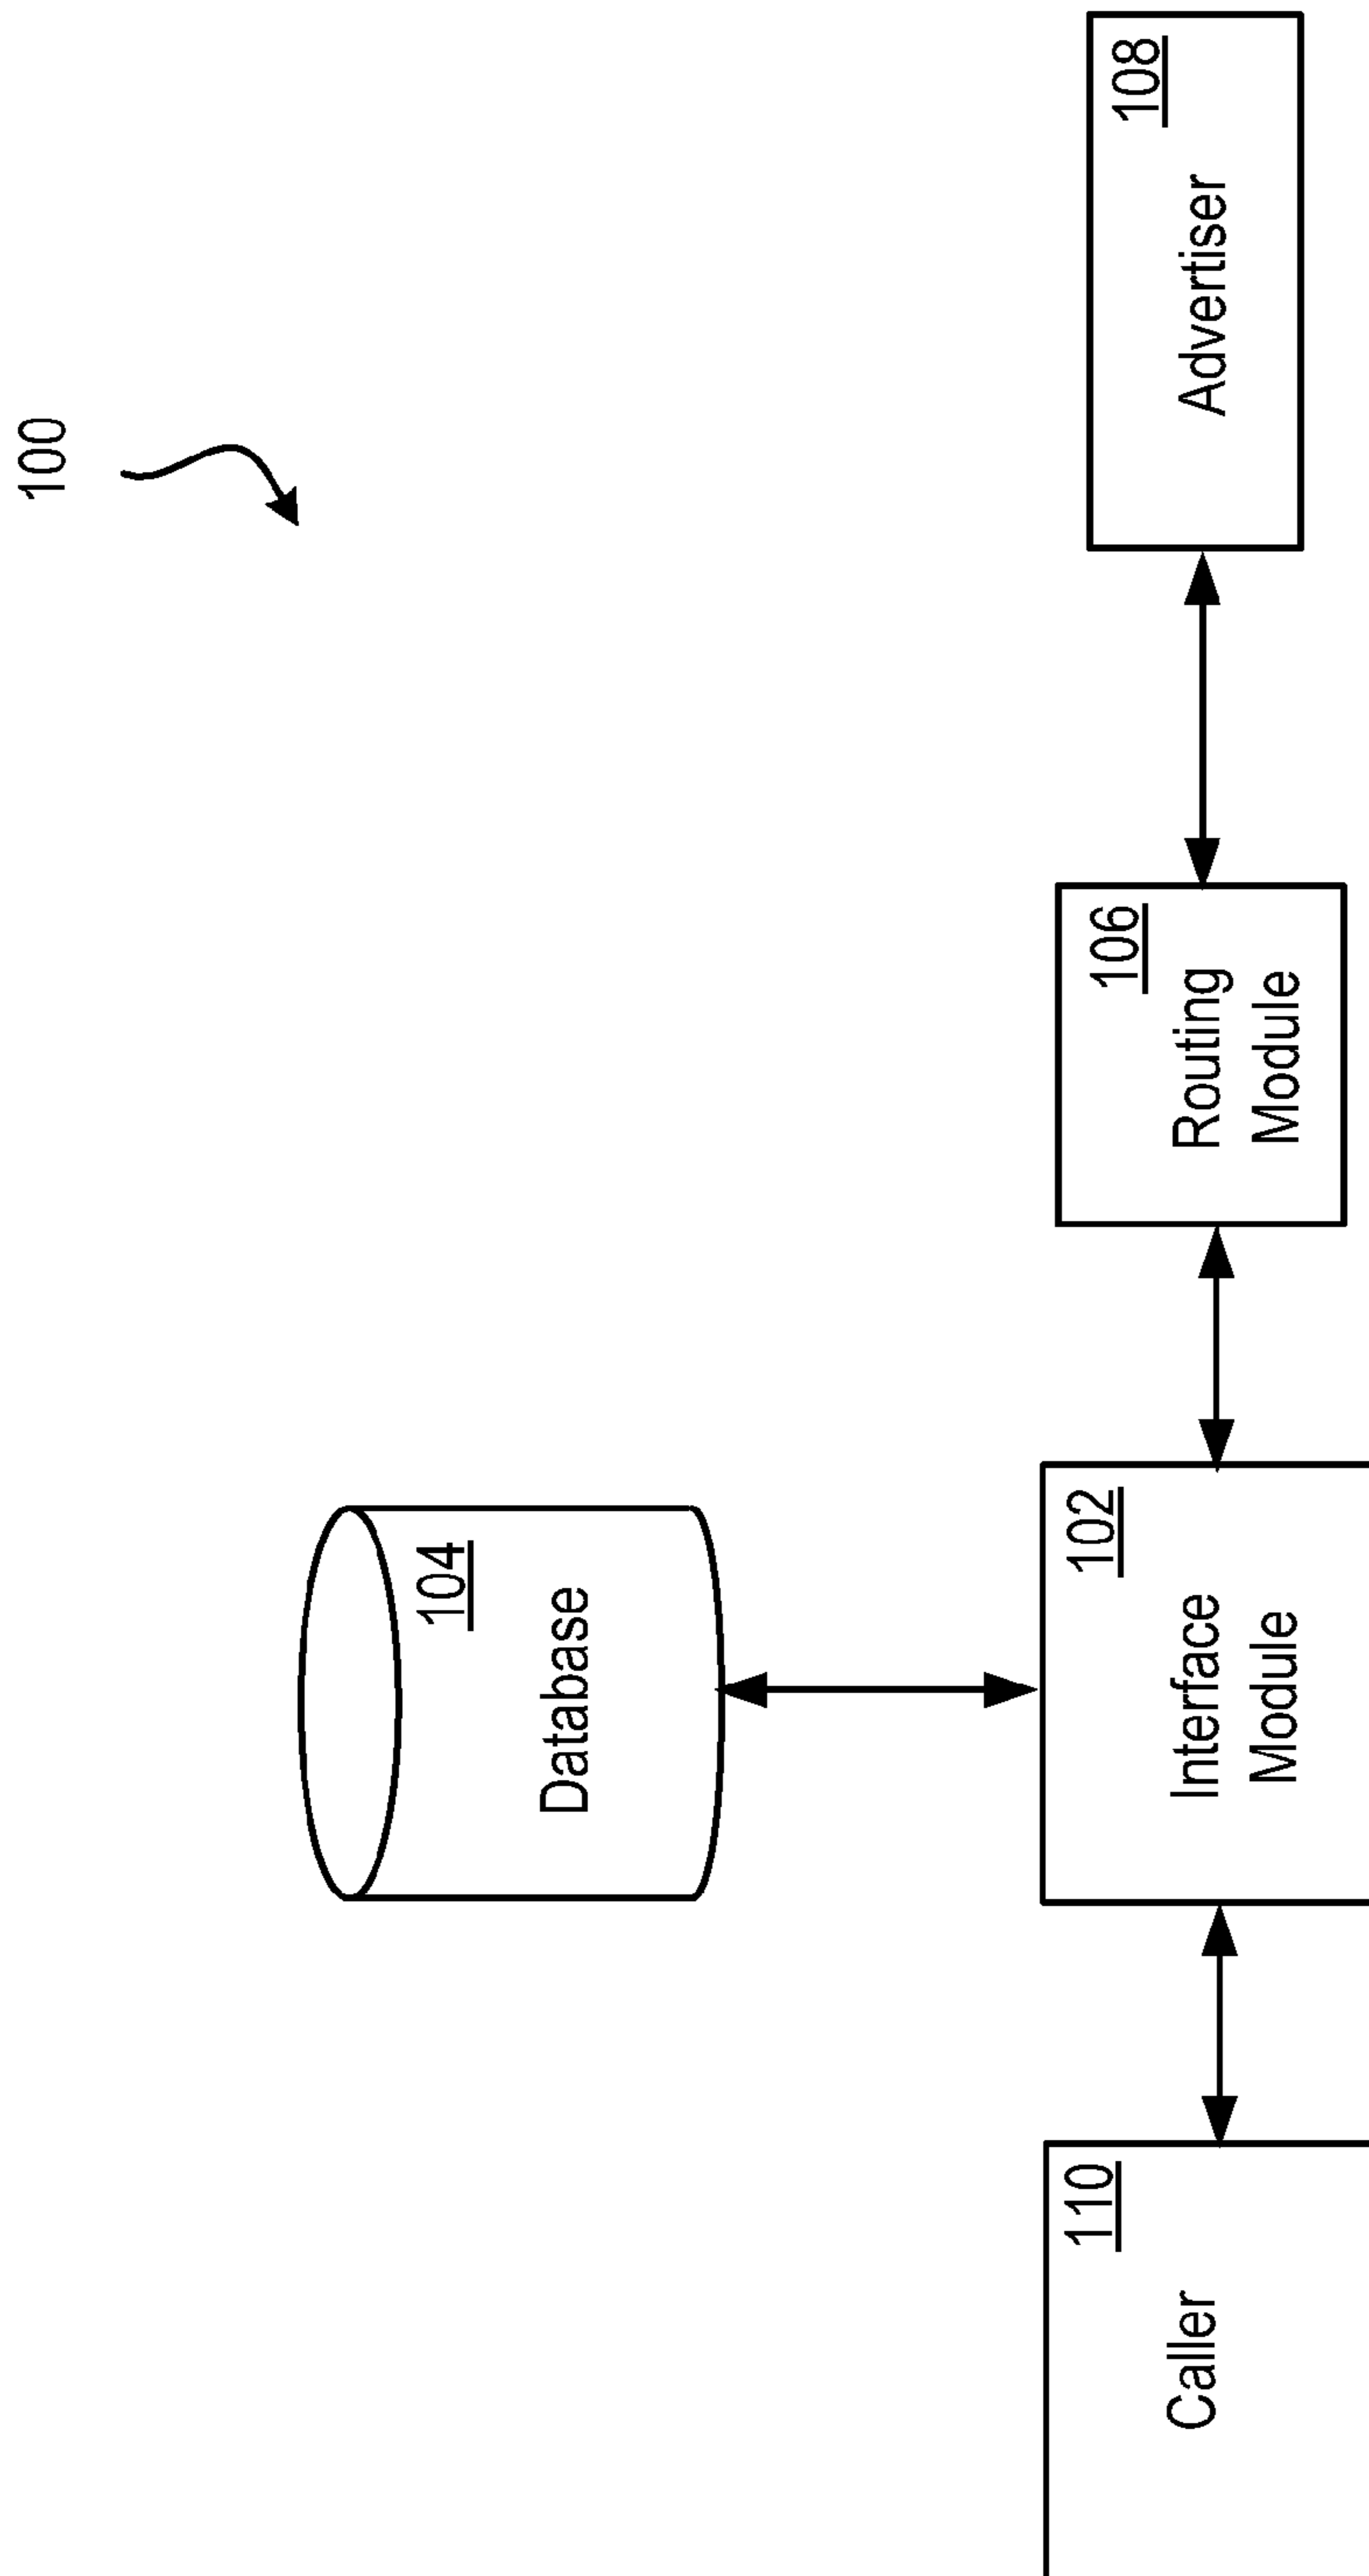 100
104
Database
110
Caller
102
Interface
Module
106
Routing
Module
108
Advertiser